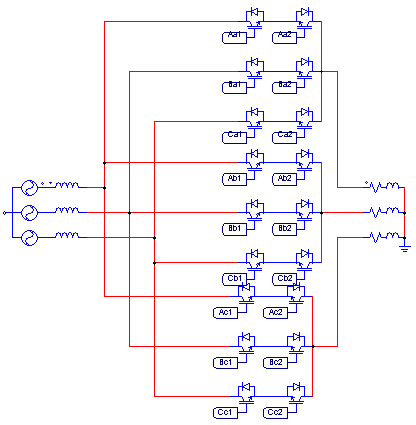 Aa1 Aa2
Ba1 Ba2
Ca1 Ca2
Ab1 Ab2
Bb1 Bb2
Cb1 Cb2
Ac1 Ac2
Bc1 Bc2
Cc1 Cc2